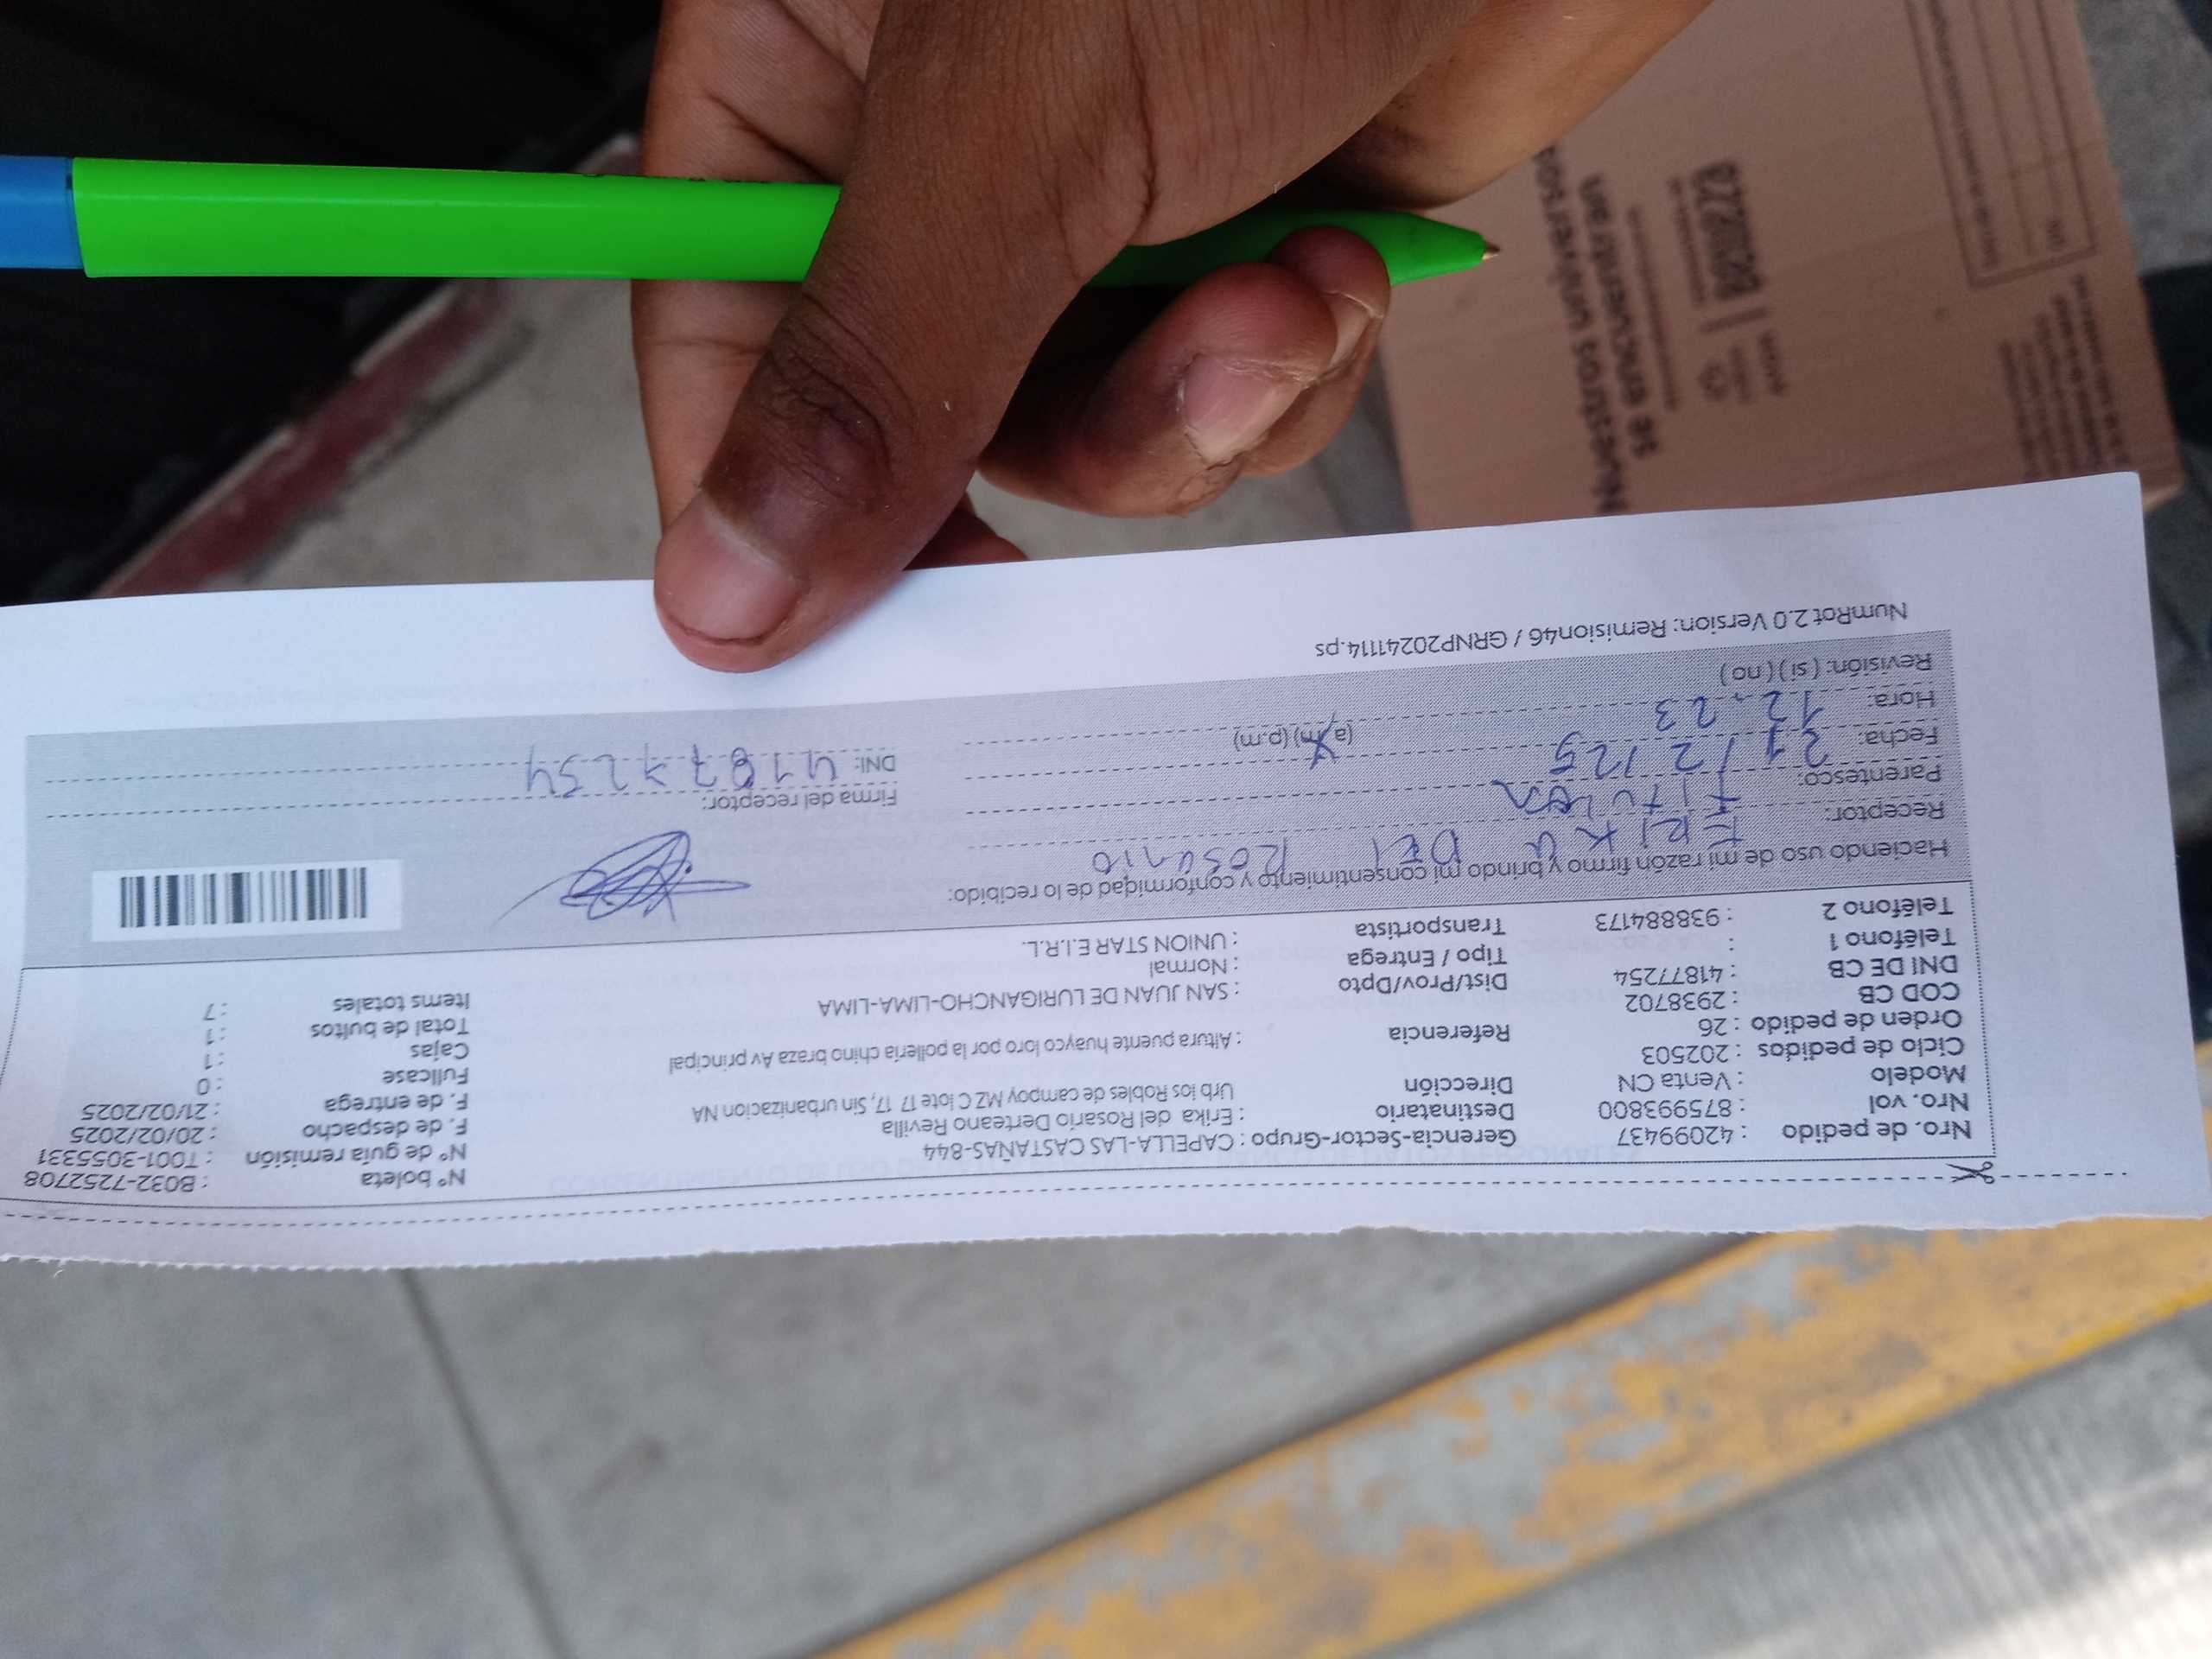 Nro. de pedido : 42099437
Nro. vol : 875993800
Modelo : Venta CN
Ciclo de pedidos : 202503
Orden de pedido : 26
COD CB : 2938702
DNI DE CB : 41877254
Teléfono 1 :
Teléfono 2 : 938884173
Gerencia-Sector-Grupo : CAPELLA-LAS CASTAÑAS-844
Destinatario : Erika del Rosario Derteano Revilla
Dirección Urb los Robles de campoy MZ C lote 17 17, Sin urbanizacion NA
Referencia : Altura puente huayco loro por la polleria chino braza Av principal
Dist/Prov/Dpto : SAN JUAN DE LURIGANCHO-LIMA-LIMA
Tipo / Entrega : Normal
Transportista : UNION STAR E.I.R.L.
N° boleta : B032-7252708
N° de guía remisión : T001-3055331
F. de despacho : 20/02/2025
F. de entrega : 21/02/2025
Fullcase : 0
Cajas : 1
Total de bultos : 1
Items totales : 7
Haciendo uso de mi razón firmo y brindo mi consentimiento y conformidad de lo recibido:
Receptor: ERIKA DEL ROSARIO
Parentesco: Titular
Fecha: 21/2/25
Hora: 12:23 (a.m) (p.m)
Revisión: ( si ) ( no )
Firma del receptor:
DNI: 41877254
NumRot 2.0 Version: Remision46 / GRNP20241114.ps
Nuestro universo
se encuentran
belleza